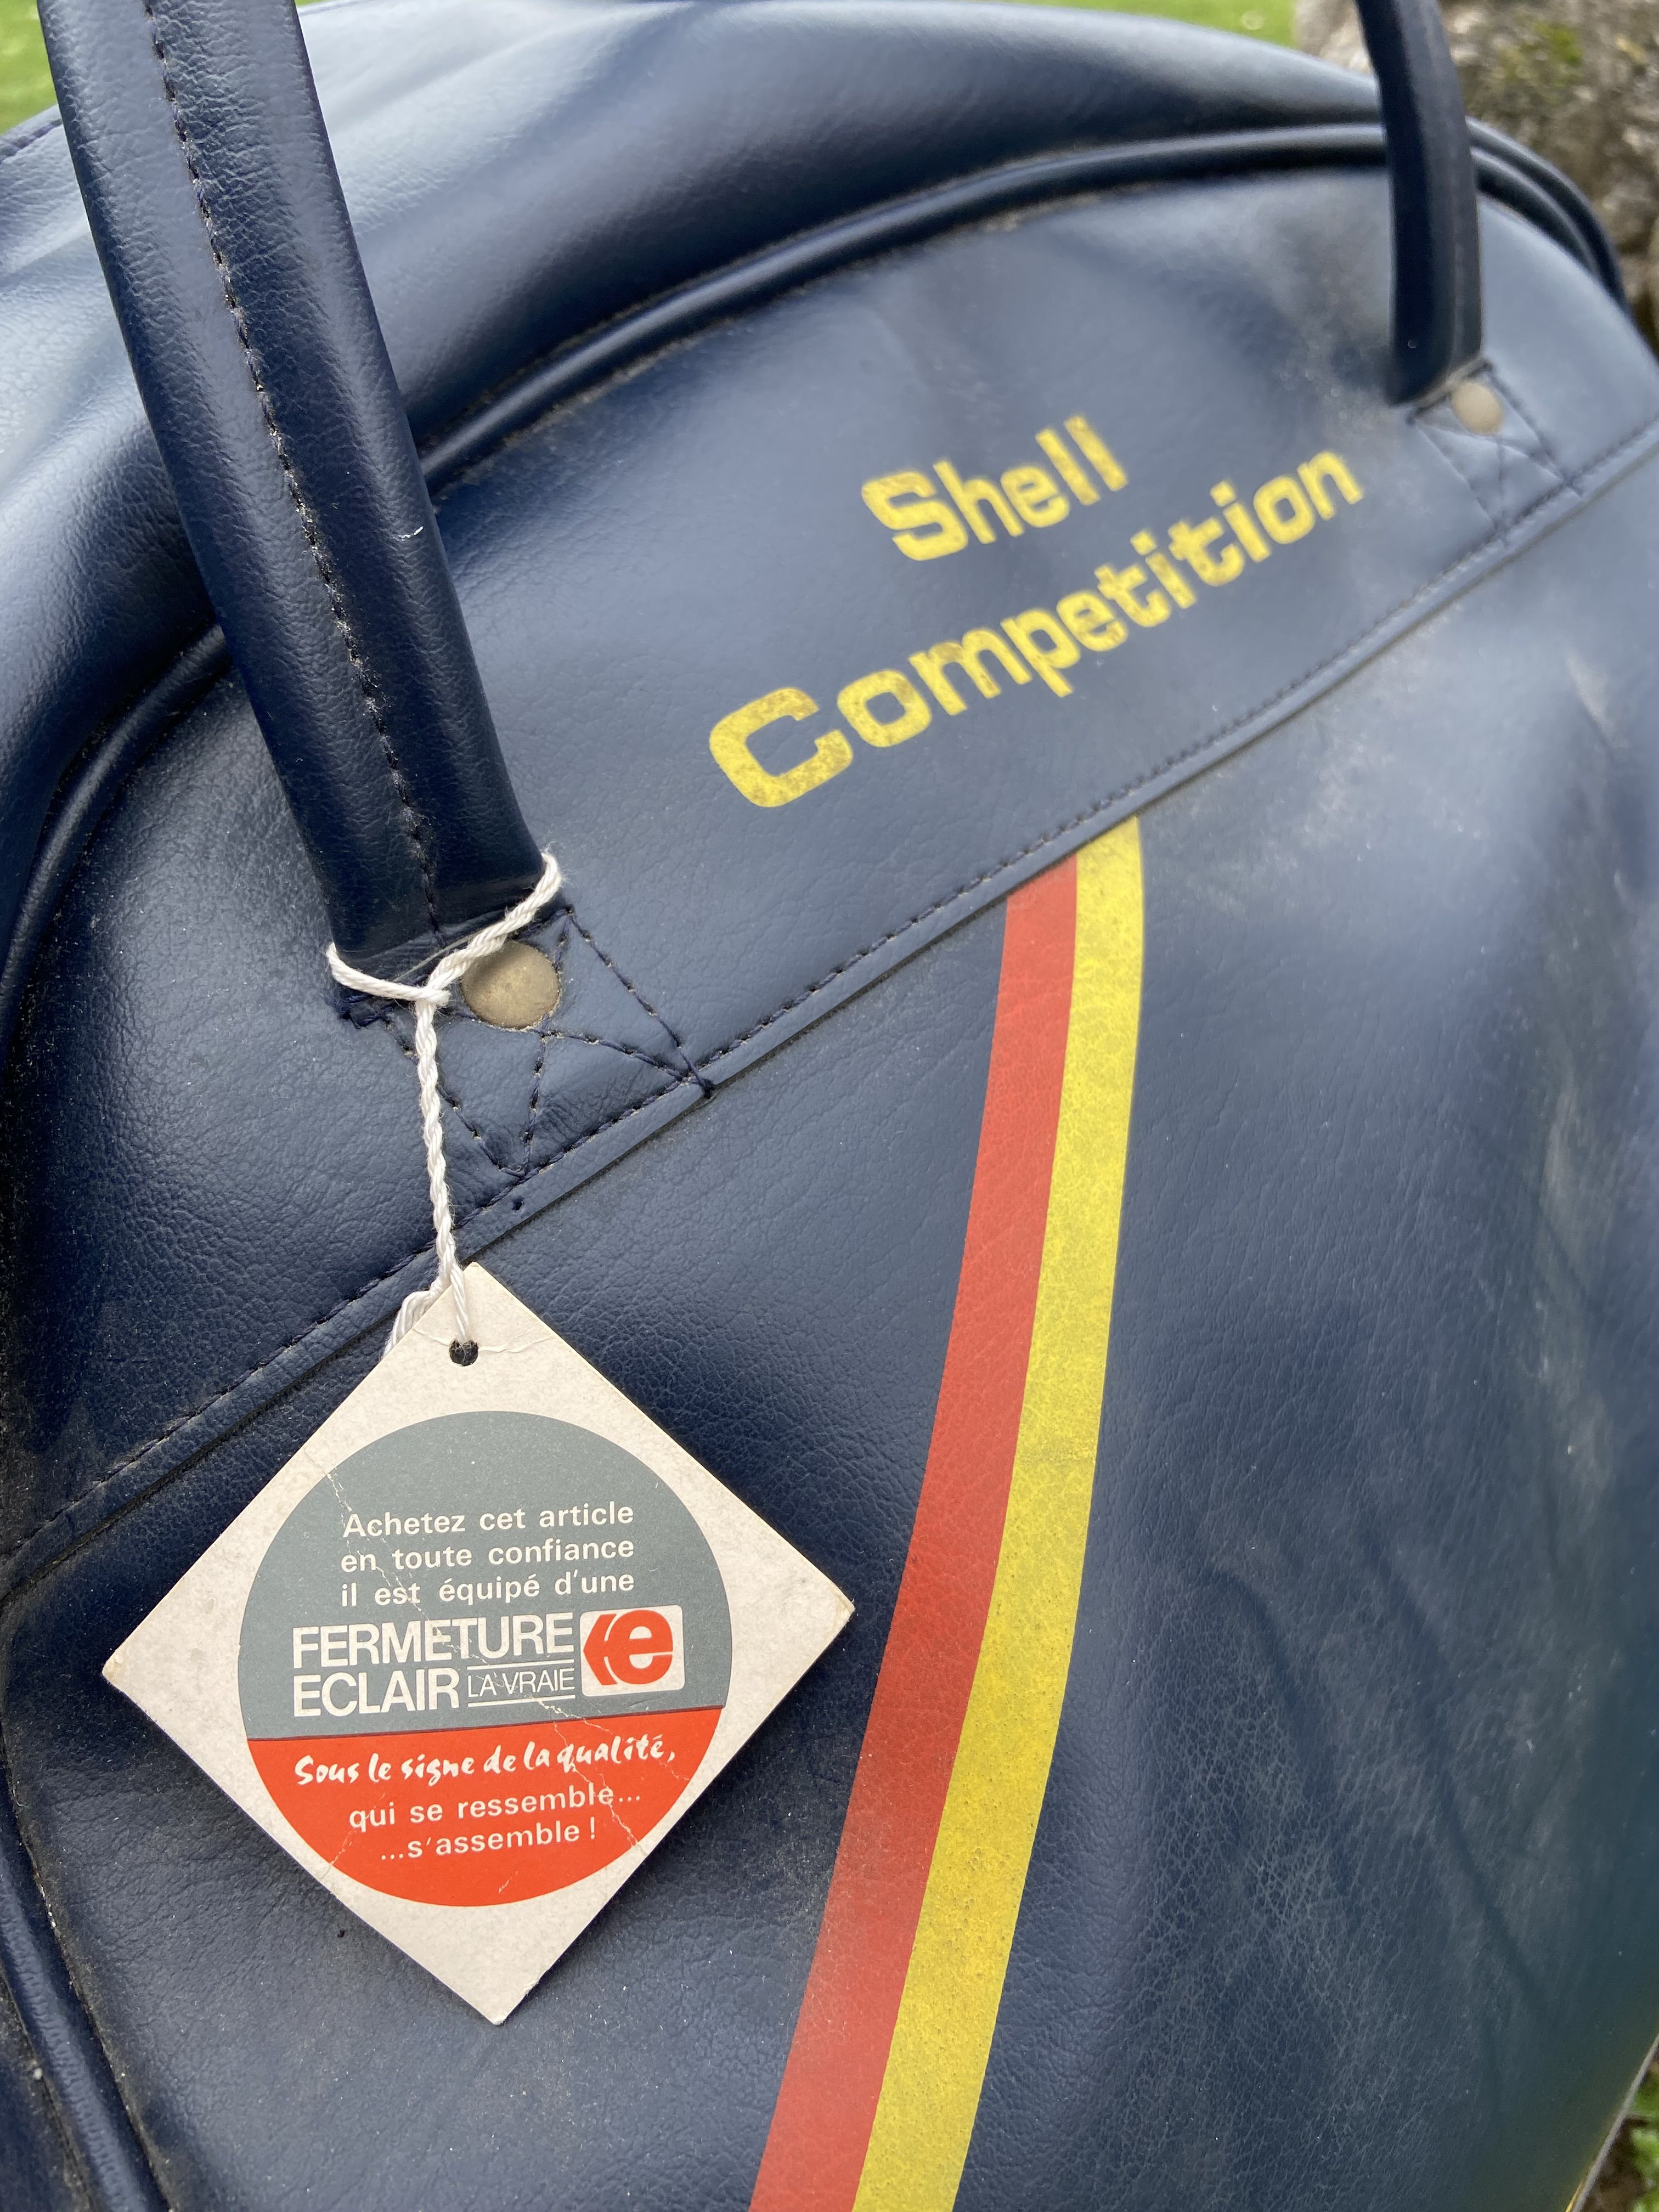 Shell
Competition
Achetez cet article
en toute confiance
il est équipé d'une
FERMETURE
ECLAIR LA VRAIE e
Sous le signe de la qualité,
qui se ressemble...
...s'assemble !